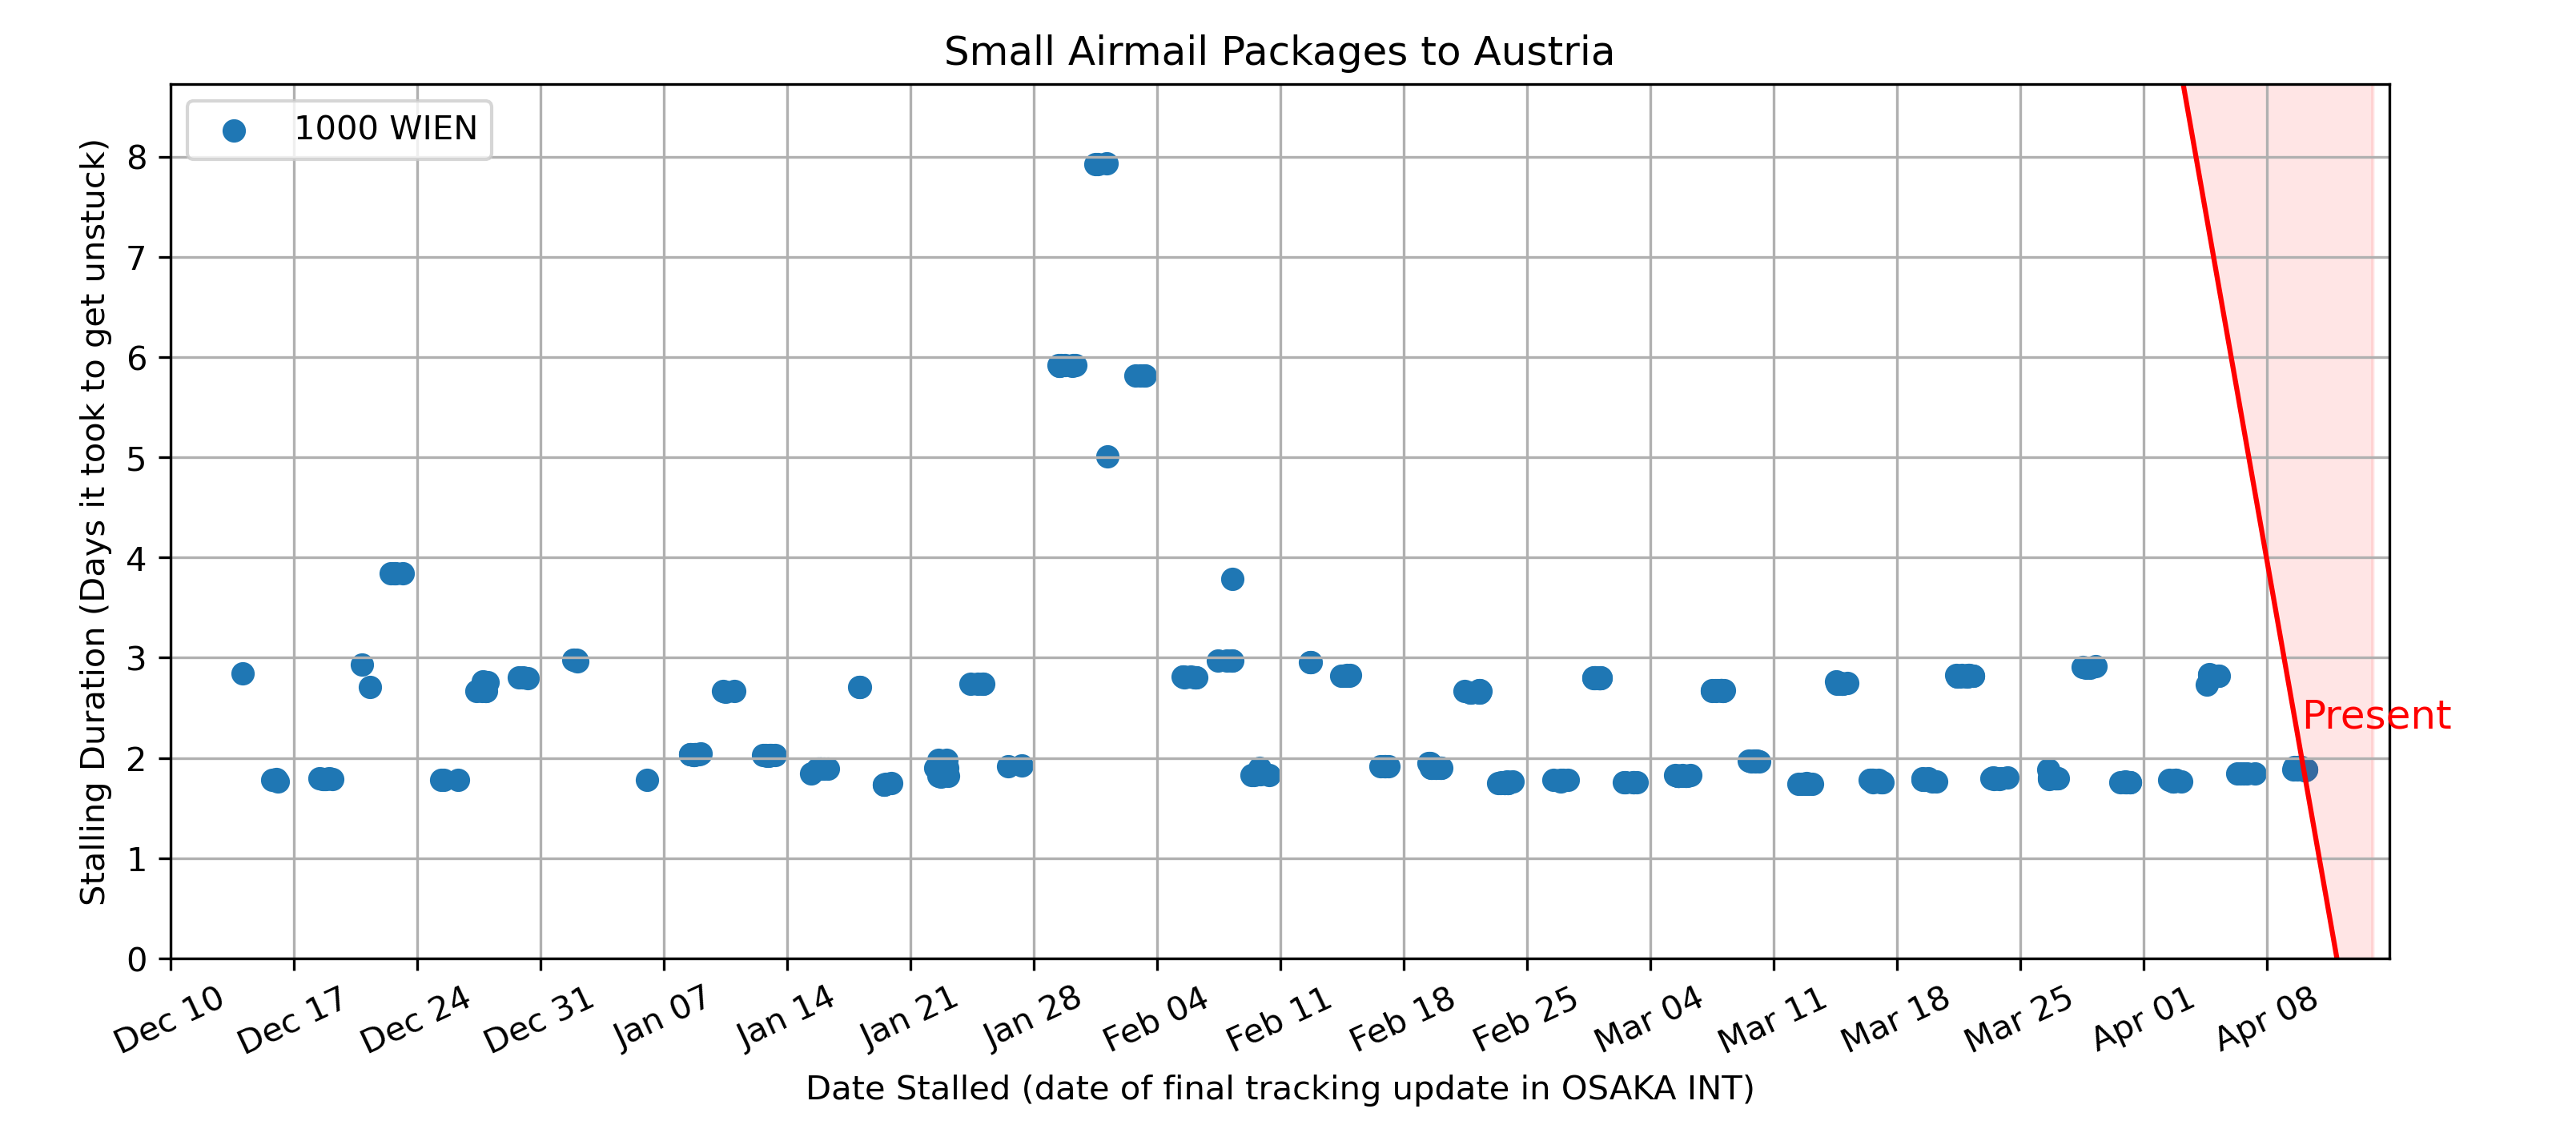 Small Airmail Packages to Austria
1000 WIEN
Stalling Duration (Days it took to get unstuck)
8
7
6
5
4
3
2
1
0
Present
Dec 10
Dec 17
Dec 24
Dec 31
Jan 07
Jan 14
Jan 21
Jan 28
Feb 04
Feb 11
Feb 18
Feb 25
Mar 04
Mar 11
Mar 18
Mar 25
Apr 01
Apr 08
Date Stalled (date of final tracking update in OSAKA INT)